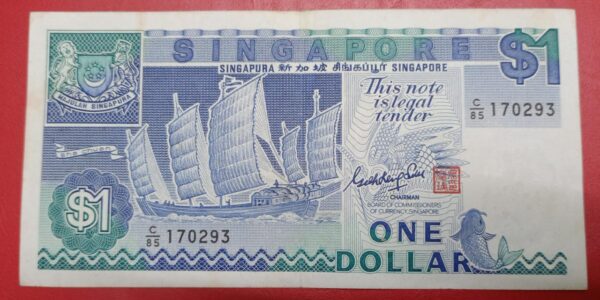 SINGAPORE $1
SINGAPURA 新加坡 சிங்கப்பூர் SINGAPORE
MAJULAH SINGAPURA
This note
is legal
tender
C/85 170293
CHAIRMAN
BOARD OF COMMISSIONERS
OF CURRENCY, SINGAPORE
$1
C/85 170293
ONE
DOLLAR